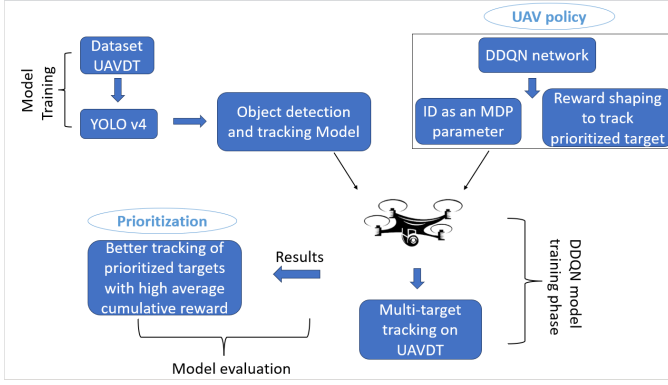 UAV policy
Dataset
UAVDT
DDQN network
Model
Training
YOLO v4
Object detection
and tracking Model
ID as an MDP
parameter
Reward shaping
to track
prioritized target
Prioritization
Better tracking of
prioritized targets
with high average
cumulative reward
Results
Multi-target
tracking on
UAVDT
DDQN model
training phase
Model evaluation